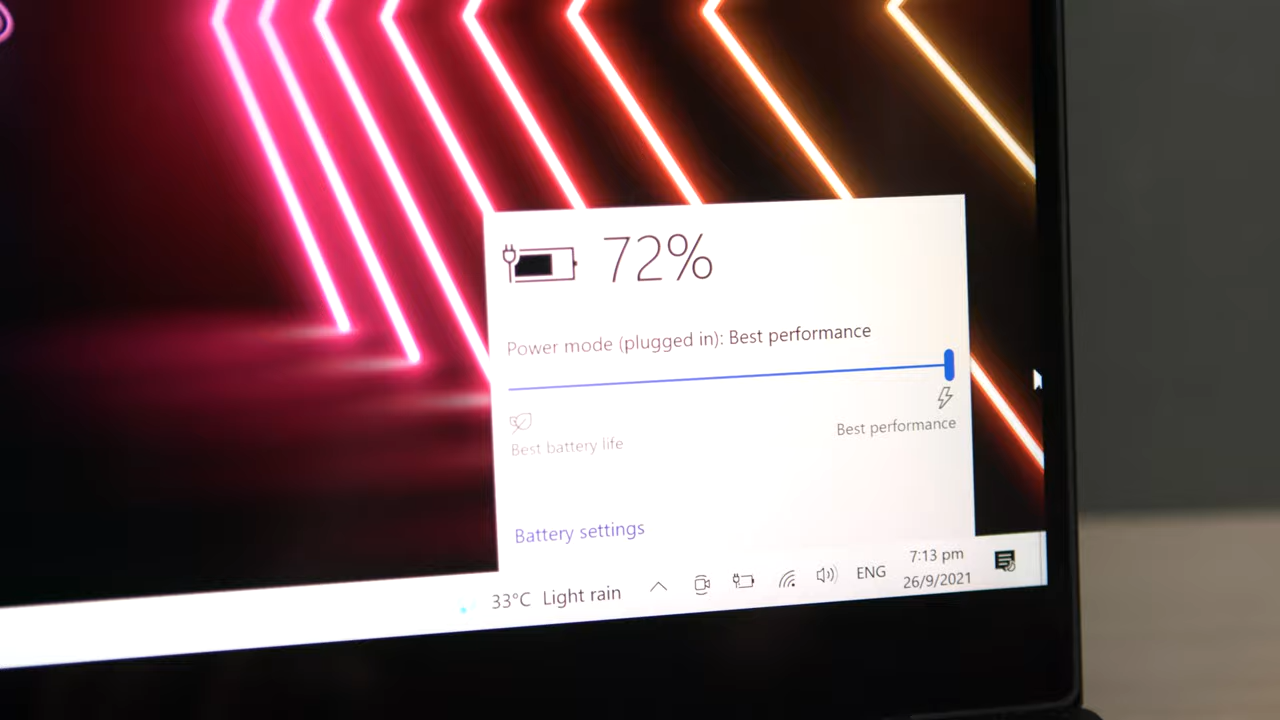 72%
Power mode (plugged in): Best performance
Best battery life
Best performance
Battery settings
33°C Light rain
ENG
7:13 pm
26/9/2021